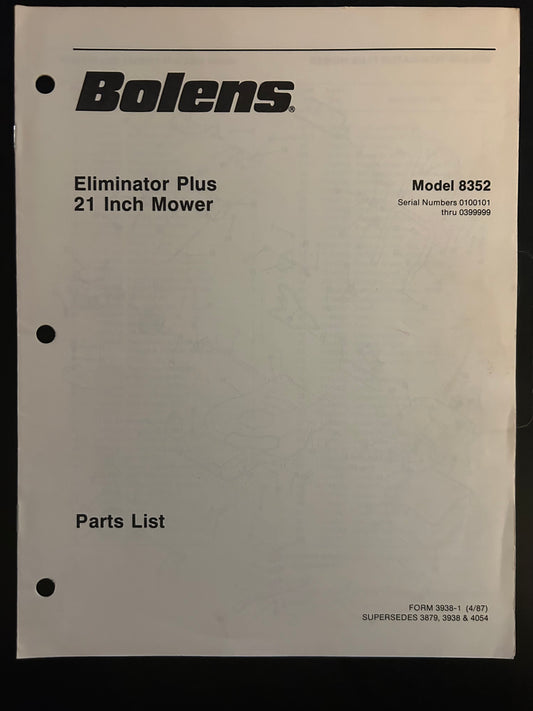 Bolens®
Eliminator Plus
21 Inch Mower
Model 8352
Serial Numbers 0100101
thru 0399999
Parts List
FORM 3938-1 (4/87)
SUPERSEDES 3879, 3938 & 4054